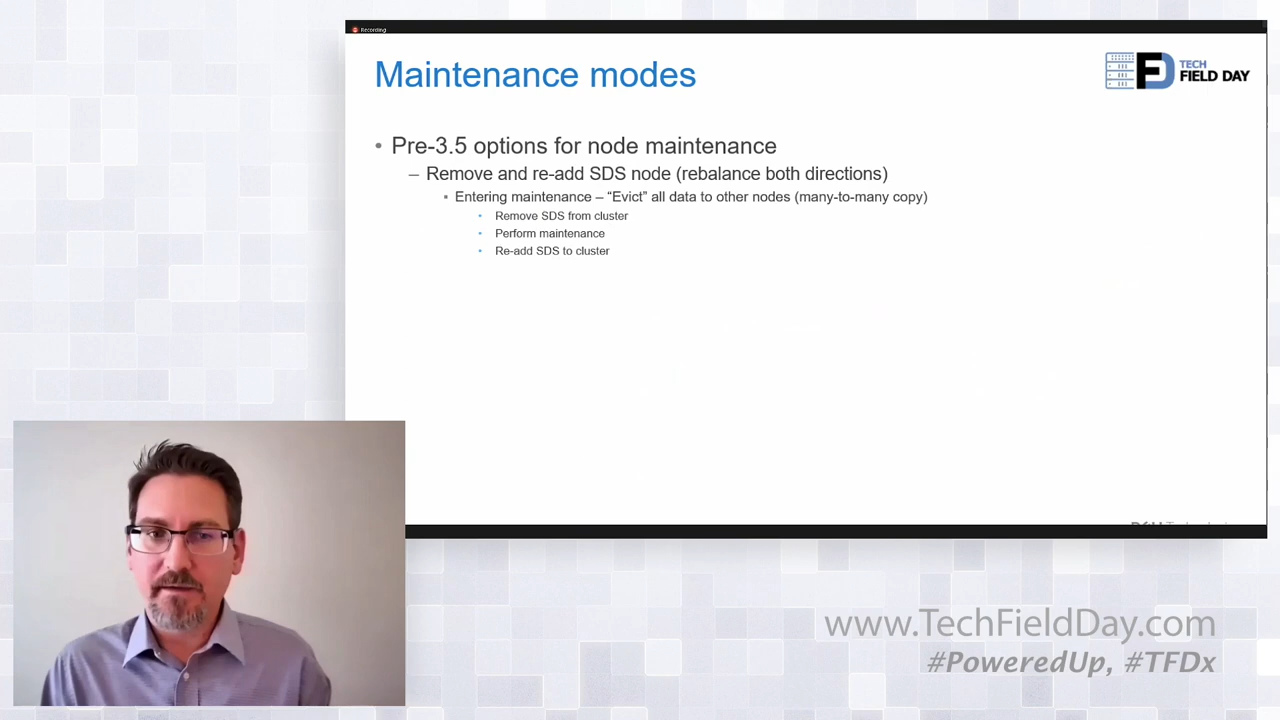 Recording
Maintenance modes
TECH
FIELD DAY
• Pre-3.5 options for node maintenance
– Remove and re-add SDS node (rebalance both directions)
▪ Entering maintenance – “Evict” all data to other nodes (many-to-many copy)
• Remove SDS from cluster
• Perform maintenance
• Re-add SDS to cluster
www.TechFieldDay.com
#PoweredUp, #TFDx